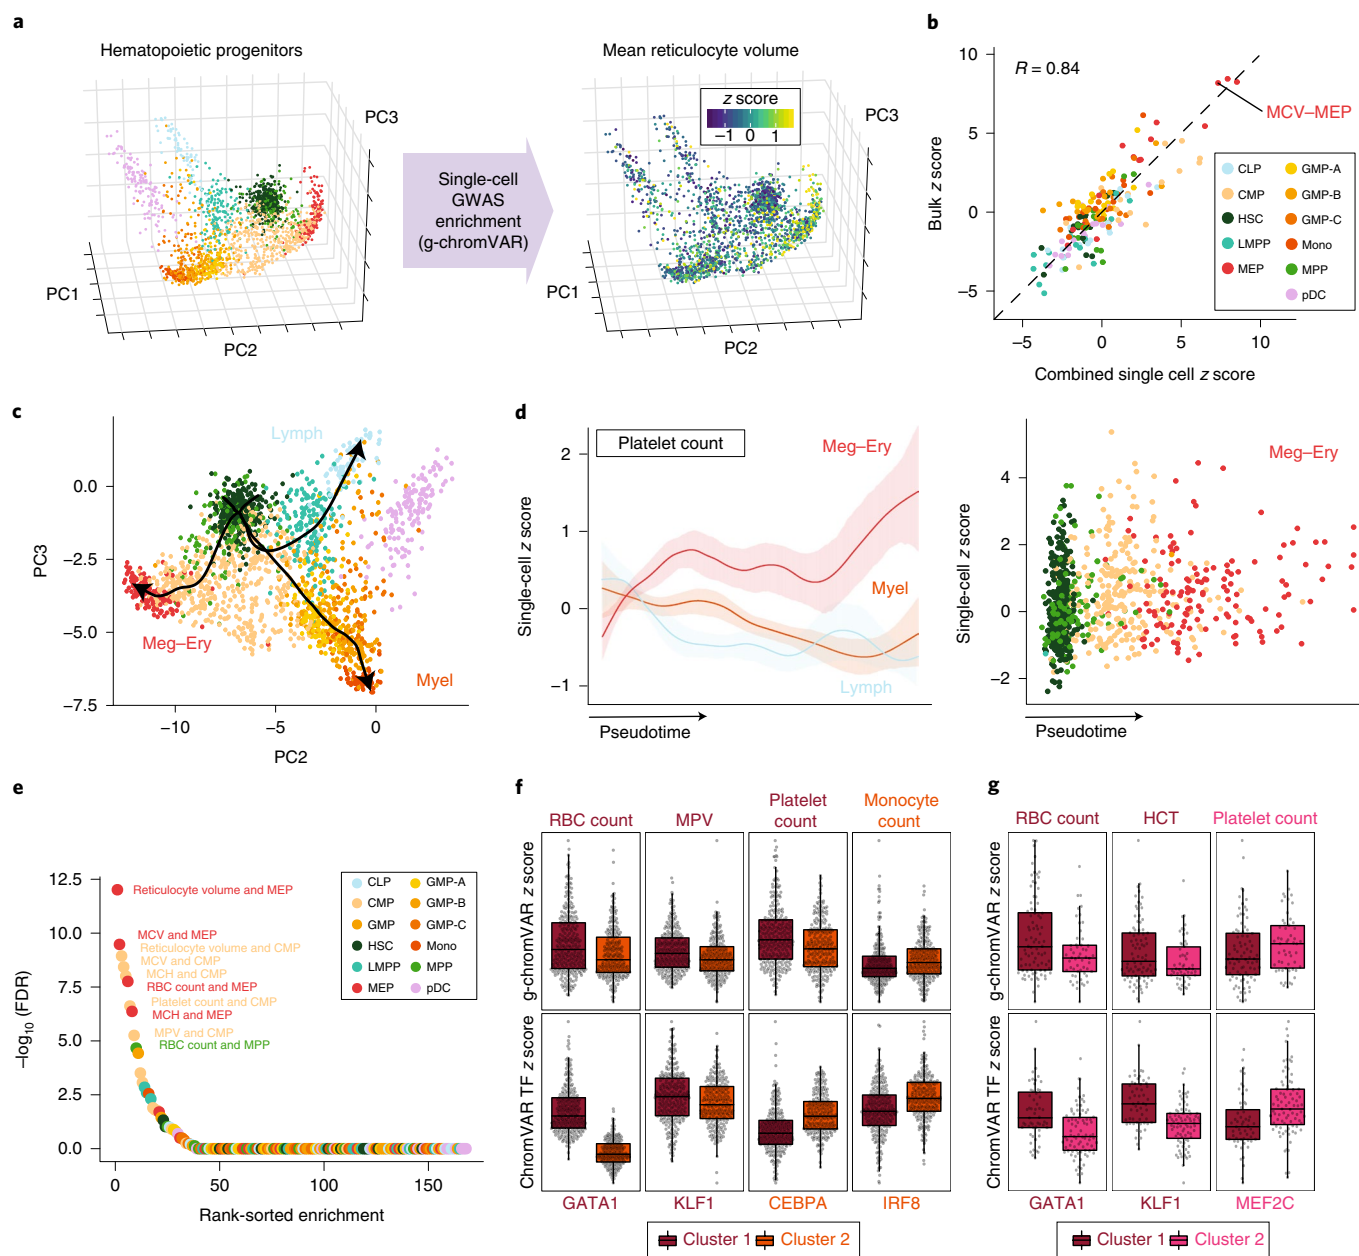 a
Hematopoietic progenitors
PC3
PC1
PC2
Single-cell
GWAS
enrichment
(g-chromVAR)
Mean reticulocyte volume
z score
−1 0 1
PC3
PC1
PC2
b
10
5
0
−5
Bulk z score
R = 0.84
MCV–MEP
CLP
CMP
HSC
LMPP
MEP
GMP-A
GMP-B
GMP-C
Mono
MPP
pDC
−5 0 5 10
Combined single cell z score
c
Lymph
0.0
−2.5
−5.0
−7.5
PC3
Meg–Ery
Myel
−10 −5 0
PC2
d
Platelet count
2
1
0
−1
Single-cell z score
Meg–Ery
Myel
Lymph
Pseudotime
4
2
0
−2
Single-cell z score
Meg–Ery
Pseudotime
e
12.5
10.0
7.5
5.0
2.5
0.0
−log10 (FDR)
Reticulocyte volume and MEP
MCV and MEP
Reticulocyte volume and CMP
MCV and CMP
MCH and CMP
RBC count and MEP
Platelet count and CMP
MCH and MEP
MPV and CMP
RBC count and MPP
CLP
CMP
GMP
HSC
LMPP
MEP
GMP-A
GMP-B
GMP-C
Mono
MPP
pDC
0 50 100 150
Rank-sorted enrichment
f
RBC count
MPV
Platelet
count
Monocyte
count
g-chromVAR z score
ChromVAR TF z score
GATA1
KLF1
CEBPA
IRF8
Cluster 1
Cluster 2
g
RBC count
HCT
Platelet count
g-chromVAR z score
ChromVAR TF z score
GATA1
KLF1
MEF2C
Cluster 1
Cluster 2